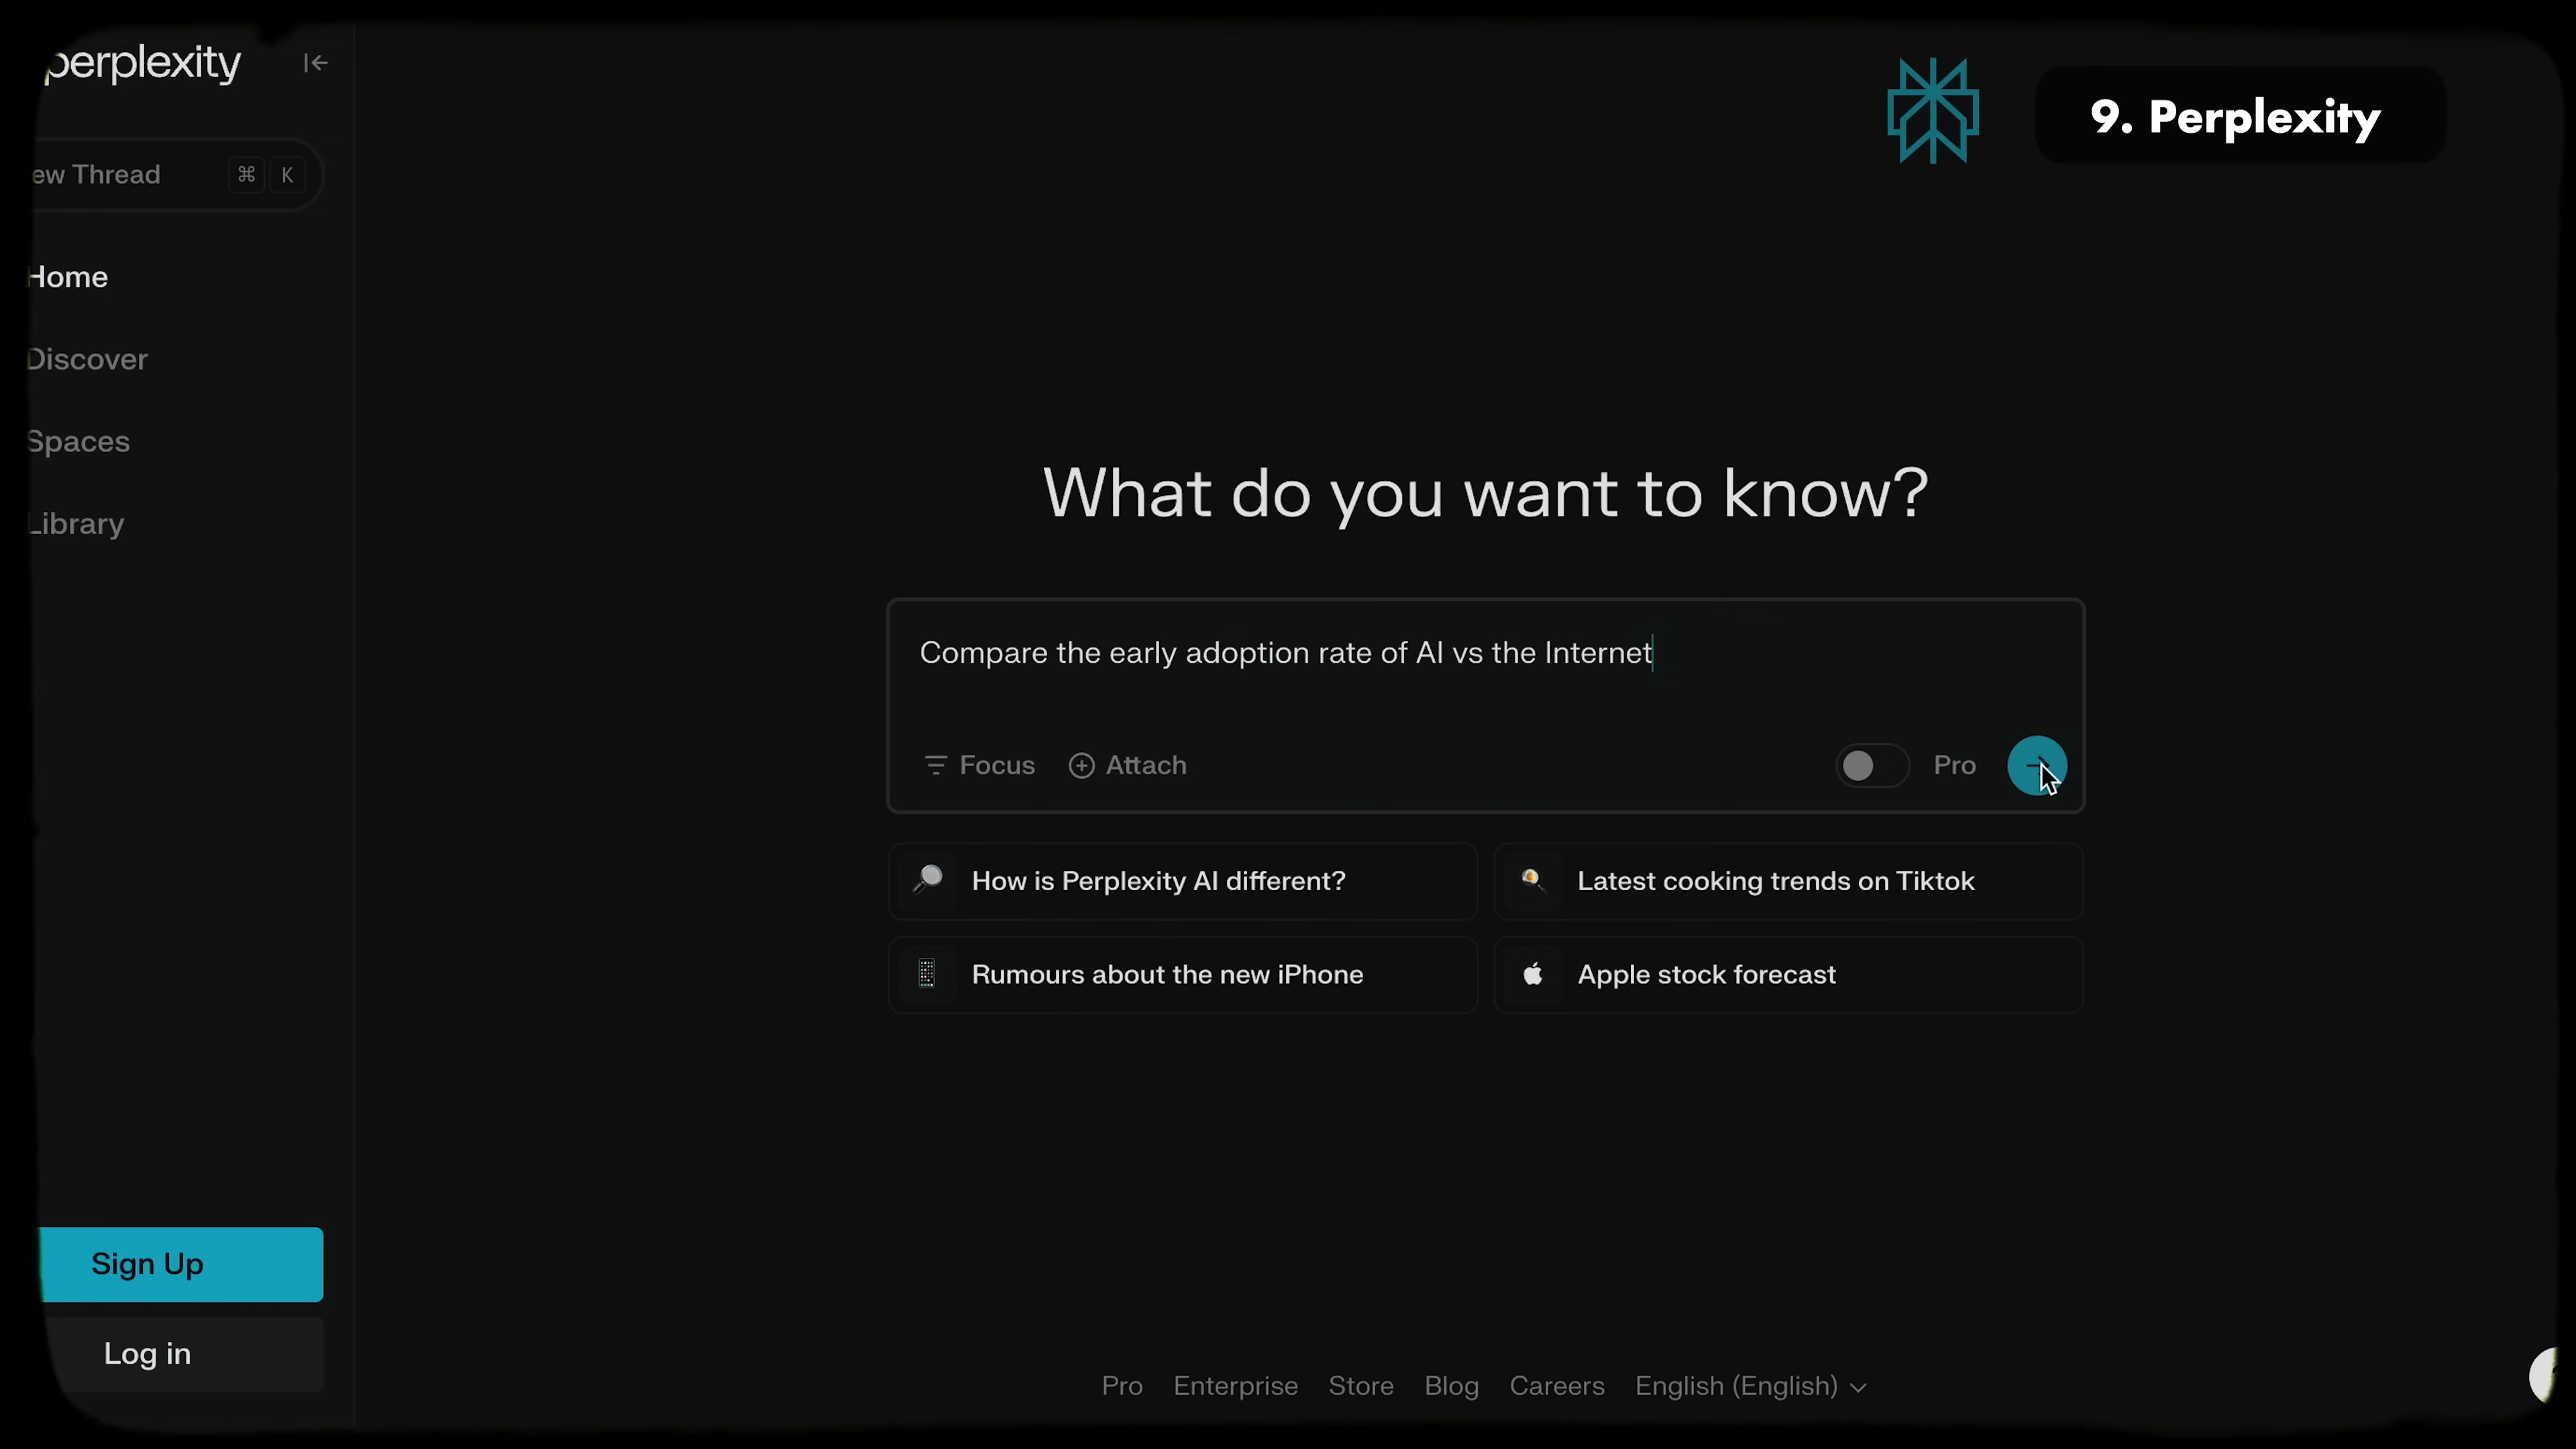 perplexity
9. Perplexity
ew Thread ⌘ K
Home
Discover
Spaces
Library
What do you want to know?
Compare the early adoption rate of AI vs the Internet
Focus Attach Pro
How is Perplexity AI different?
Latest cooking trends on Tiktok
Rumours about the new iPhone
Apple stock forecast
Sign Up
Log in
Pro Enterprise Store Blog Careers English (English)